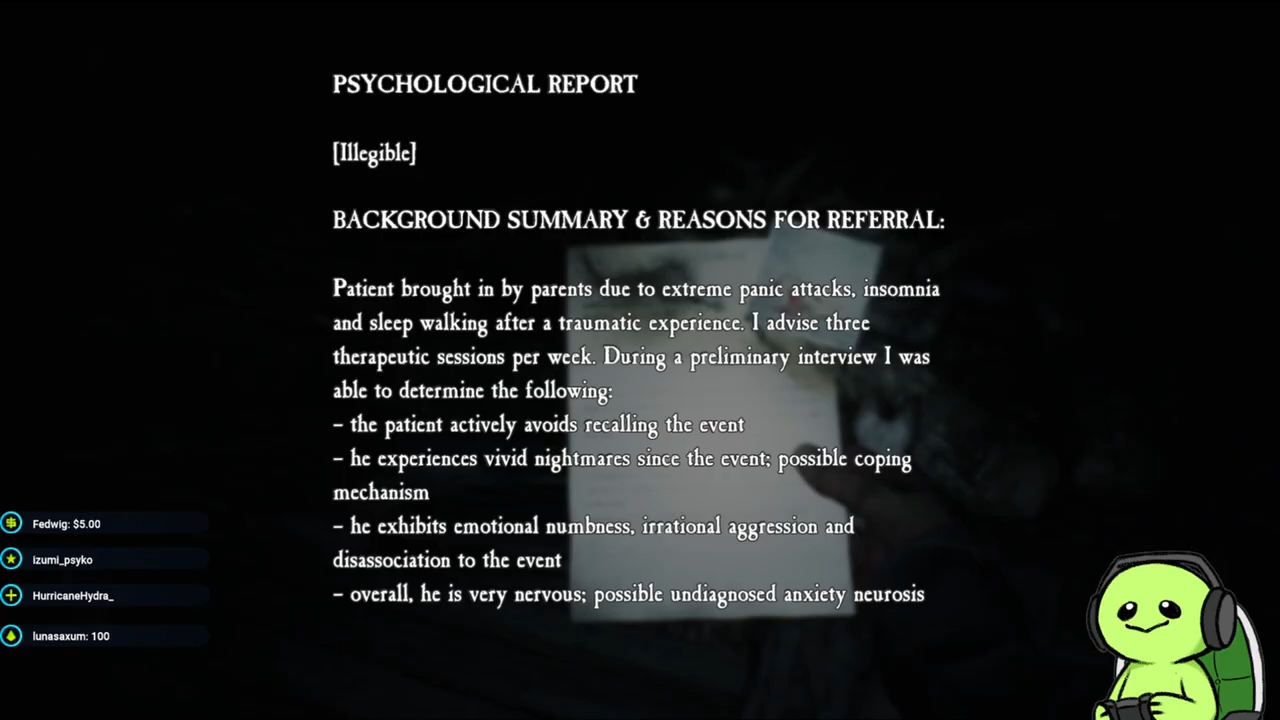 PSYCHOLOGICAL REPORT
[Illegible]
BACKGROUND SUMMARY & REASONS FOR REFERRAL:
Patient brought in by parents due to extreme panic attacks, insomnia
and sleep walking after a traumatic experience. I advise three
therapeutic sessions per week. During a preliminary interview I was
able to determine the following:
– the patient actively avoids recalling the event
– he experiences vivid nightmares since the event; possible coping
mechanism
– he exhibits emotional numbness, irrational aggression and
disassociation to the event
– overall, he is very nervous; possible undiagnosed anxiety neurosis
Fedwig: $5.00
izumi_psyko
HurricaneHydra_
lunasaxum: 100